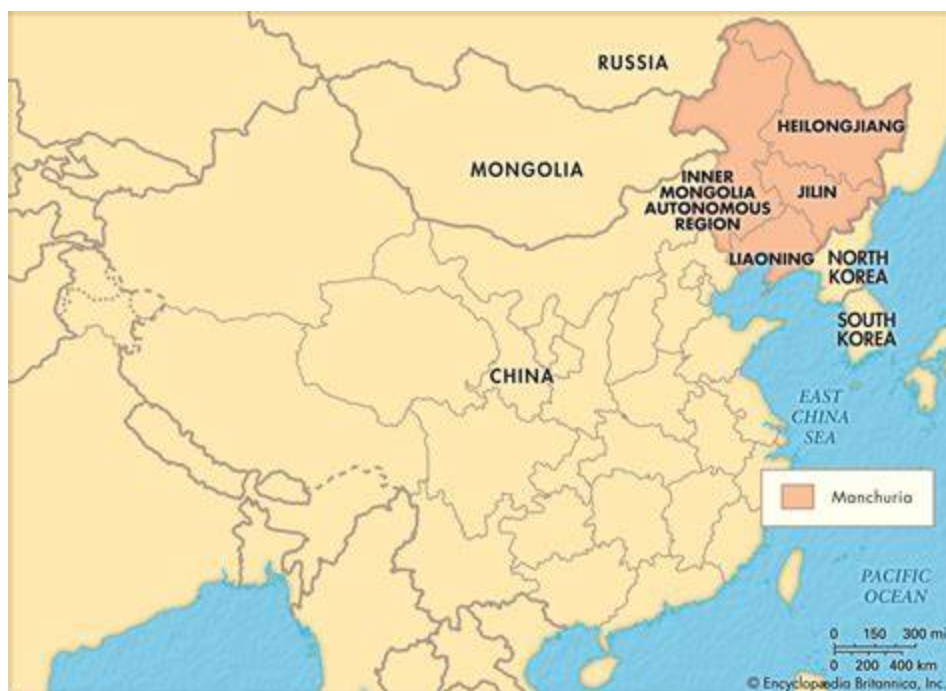 RUSSIA
HEILONGJIANG
MONGOLIA
INNER
MONGOLIA
AUTONOMOUS
REGION
JILIN
LIAONING
NORTH
KOREA
SOUTH
KOREA
CHINA
EAST
CHINA
SEA
Manchuria
PACIFIC
OCEAN
0 150 300 mi
0 200 400 km
© Encyclopædia Britannica, Inc.